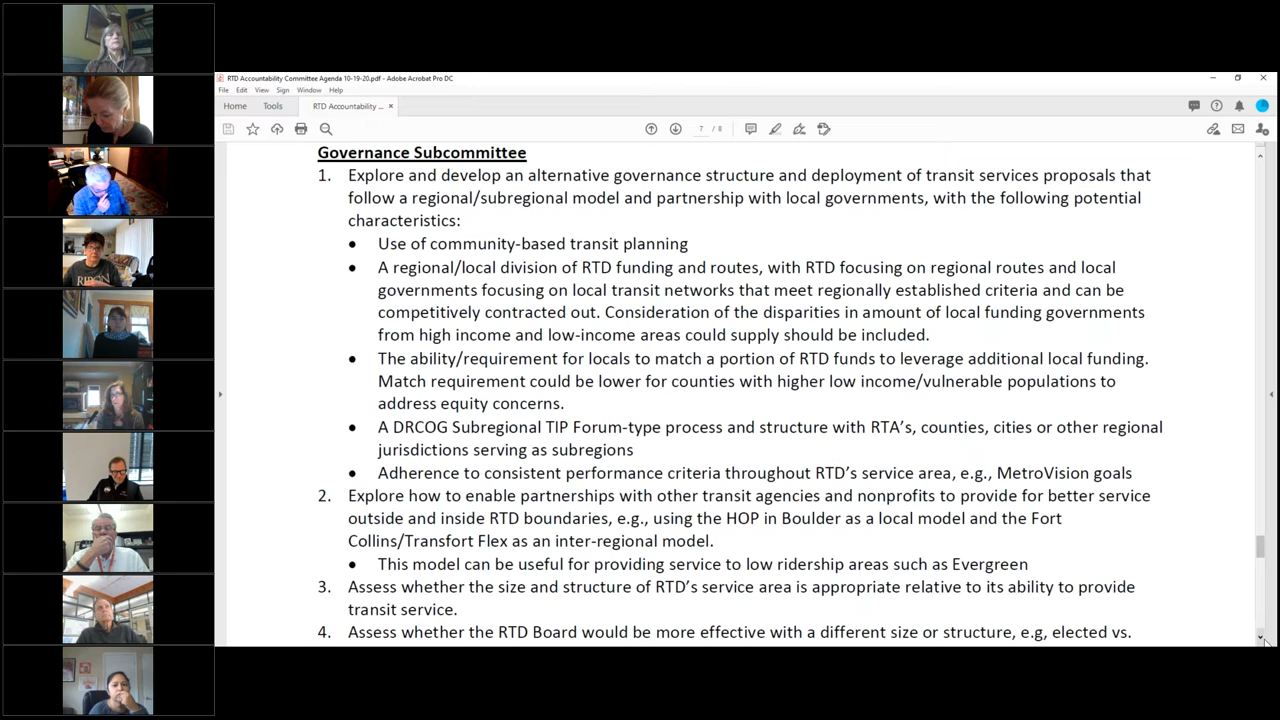 RTD Accountability Committee Agenda 10-19-20.pdf - Adobe Acrobat Pro DC
File Edit View Sign Window Help
Home Tools RTD Accountability ... ×
7 / 8
Governance Subcommittee
1. Explore and develop an alternative governance structure and deployment of transit services proposals that
follow a regional/subregional model and partnership with local governments, with the following potential
characteristics:
• Use of community-based transit planning
• A regional/local division of RTD funding and routes, with RTD focusing on regional routes and local
governments focusing on local transit networks that meet regionally established criteria and can be
competitively contracted out. Consideration of the disparities in amount of local funding governments
from high income and low-income areas could supply should be included.
• The ability/requirement for locals to match a portion of RTD funds to leverage additional local funding.
Match requirement could be lower for counties with higher low income/vulnerable populations to
address equity concerns.
• A DRCOG Subregional TIP Forum-type process and structure with RTA's, counties, cities or other regional
jurisdictions serving as subregions
• Adherence to consistent performance criteria throughout RTD's service area, e.g., MetroVision goals
2. Explore how to enable partnerships with other transit agencies and nonprofits to provide for better service
outside and inside RTD boundaries, e.g., using the HOP in Boulder as a local model and the Fort
Collins/Transfort Flex as an inter-regional model.
• This model can be useful for providing service to low ridership areas such as Evergreen
3. Assess whether the size and structure of RTD's service area is appropriate relative to its ability to provide
transit service.
4. Assess whether the RTD Board would be more effective with a different size or structure, e.g, elected vs.